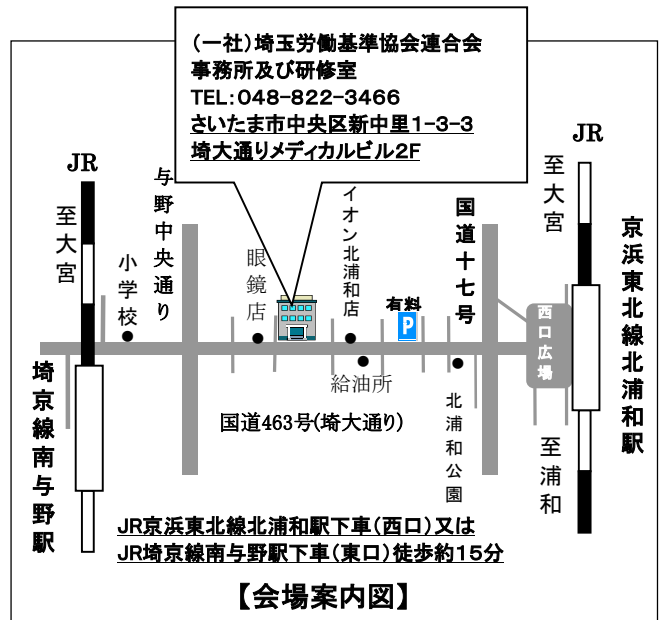 (一社)埼玉労働基準協会連合会
事務所及び研修室
TEL:048-822-3466
さいたま市中央区新中里1-3-3
埼大通りメディカルビル2F
JR
JR
至大宮
小学校
与野中央通り
眼鏡店
イオン北浦和店
有料
P
国道十七号
至大宮
西口広場
京浜東北線北浦和駅
埼京線南与野駅
給油所
国道463号(埼大通り)
北浦和公園
至浦和
JR京浜東北線北浦和駅下車(西口)又は
JR埼京線南与野駅下車(東口)徒歩約15分
【会場案内図】